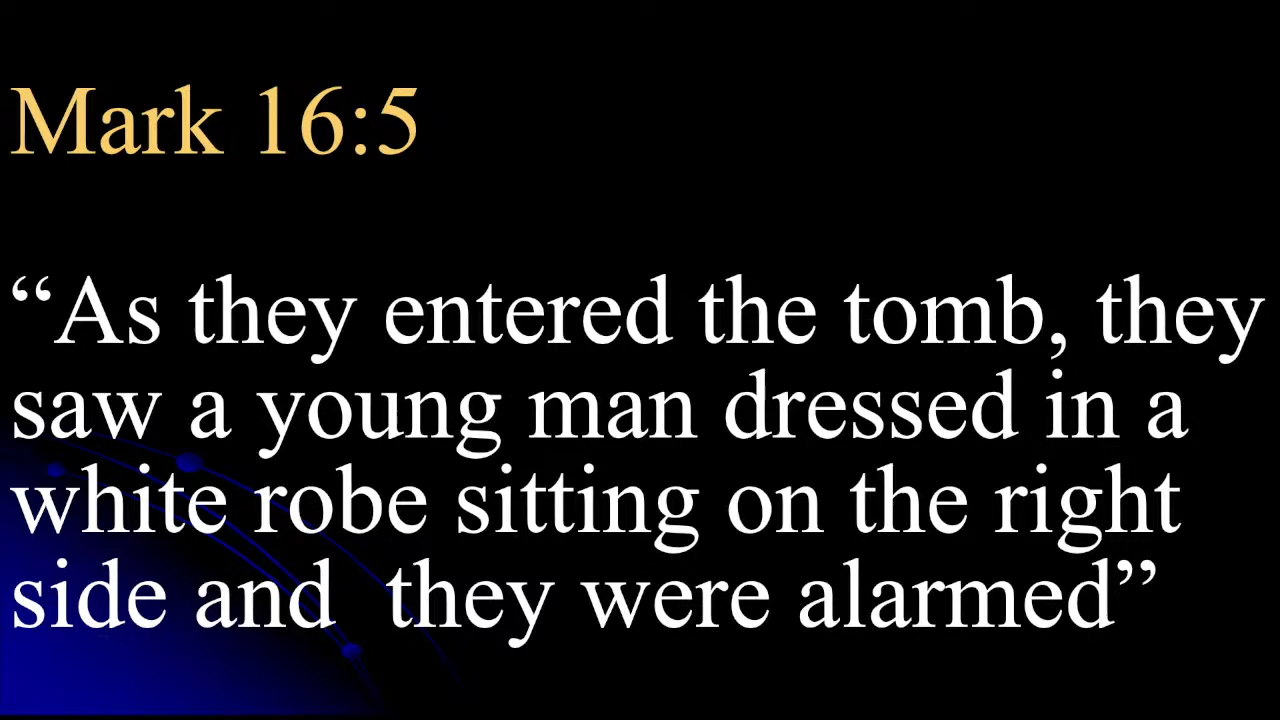 Mark 16:5
“As they entered the tomb, they
saw a young man dressed in a
white robe sitting on the right
side and  they were alarmed”